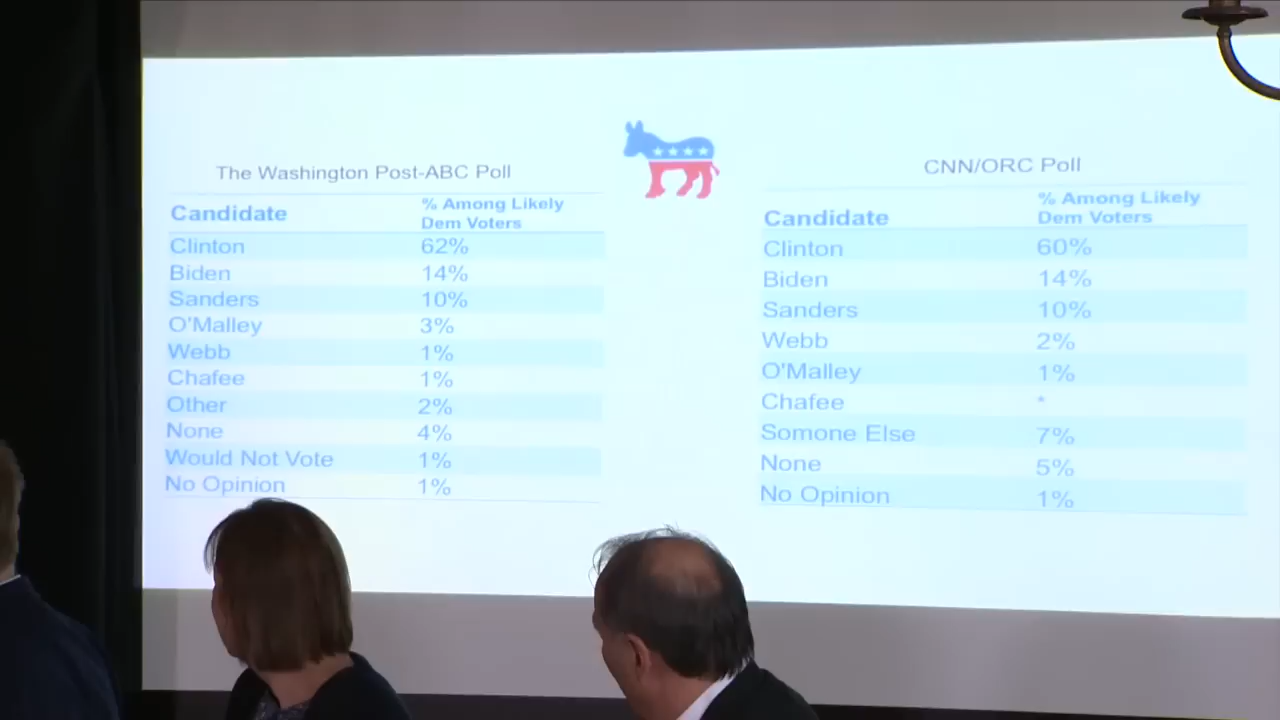 The Washington Post-ABC Poll
Candidate % Among Likely Dem Voters
Clinton 62%
Biden 14%
Sanders 10%
O'Malley 3%
Webb 1%
Chafee 1%
Other 2%
None 4%
Would Not Vote 1%
No Opinion 1%
CNN/ORC Poll
Candidate % Among Likely Dem Voters
Clinton 60%
Biden 14%
Sanders 10%
Webb 2%
O'Malley 1%
Chafee *
Somone Else 7%
None 5%
No Opinion 1%